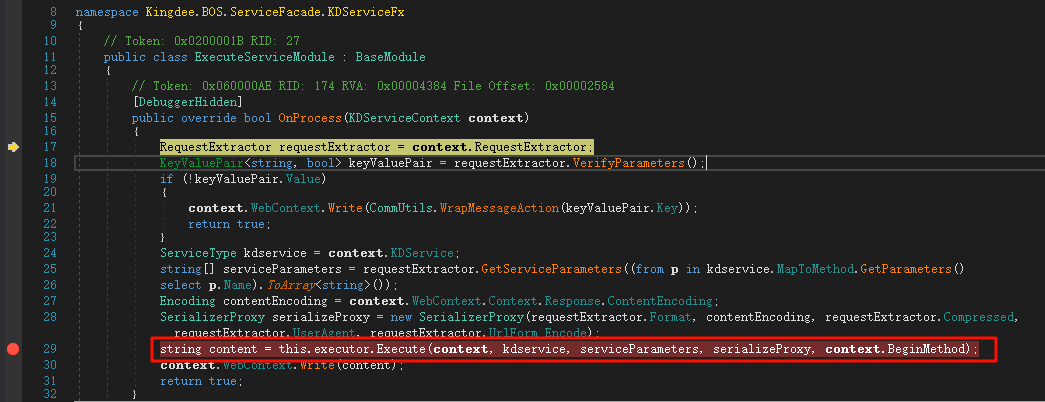 8 namespace Kingdee.BOS.ServiceFacade.KDServiceFx
9 {
10 // Token: 0x0200001B RID: 27
11 public class ExecuteServiceModule : BaseModule
12 {
13 // Token: 0x060000AE RID: 174 RVA: 0x00004384 File Offset: 0x00002584
14 [DebuggerHidden]
15 public override bool OnProcess(KDServiceContext context)
16 {
17 RequestExtractor requestExtractor = context.RequestExtractor;
18 KeyValuePair<string, bool> keyValuePair = requestExtractor.VerifyParameters();
19 if (!keyValuePair.Value)
20 {
21 context.WebContext.Write(CommUtils.WrapMessageAction(keyValuePair.Key));
22 return true;
23 }
24 ServiceType kdservice = context.KDService;
25 string[] serviceParameters = requestExtractor.GetServiceParameters((from p in kdservice.MapToMethod.GetParameters()
26 select p.Name).ToArray<string>());
27 Encoding contentEncoding = context.WebContext.Context.Response.ContentEncoding;
28 SerializerProxy serializeProxy = new SerializerProxy(requestExtractor.Format, contentEncoding, requestExtractor.Compressed,
requestExtractor.UserAgent, requestExtractor.UrlForm_Encode);
29 string content = this.executor.Execute(context, kdservice, serviceParameters, serializeProxy, context.BeginMethod);
30 context.WebContext.Write(content);
31 return true;
32 }